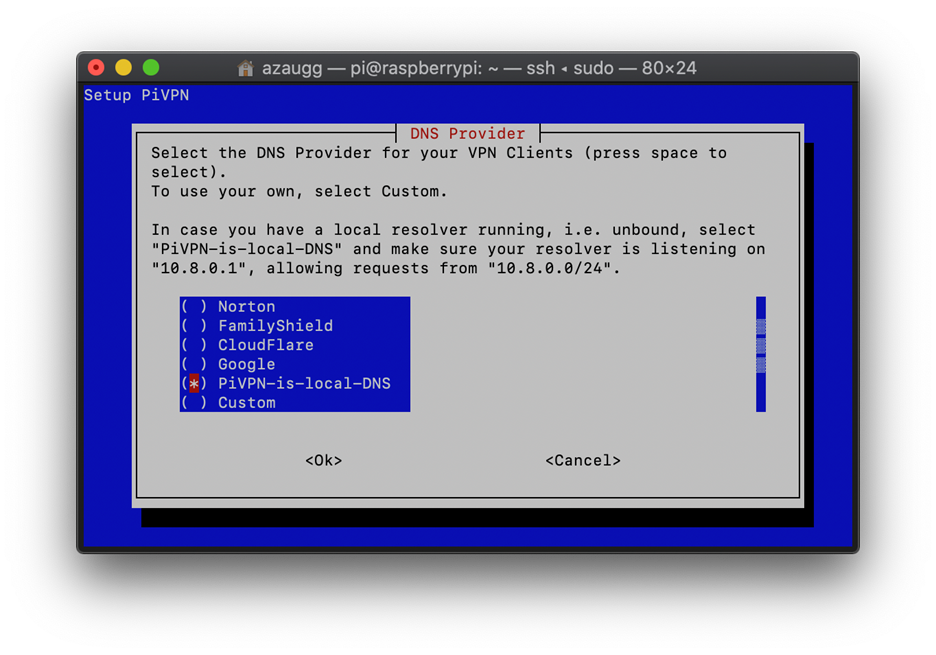 azaugg — pi@raspberrypi: ~ — ssh ◂ sudo — 80×24
Setup PiVPN
DNS Provider
Select the DNS Provider for your VPN Clients (press space to
select).
To use your own, select Custom.
In case you have a local resolver running, i.e. unbound, select
"PiVPN-is-local-DNS" and make sure your resolver is listening on
"10.8.0.1", allowing requests from "10.8.0.0/24".
( ) Norton
( ) FamilyShield
( ) CloudFlare
( ) Google
(*) PiVPN-is-local-DNS
( ) Custom
<Ok> <Cancel>